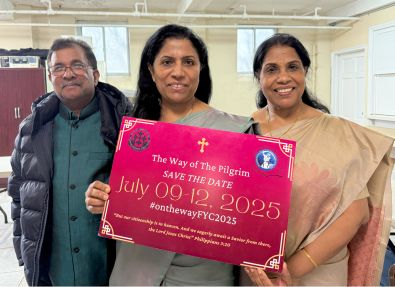 The Way of The Pilgrim
SAVE THE DATE
July 09-12, 2025
#onthewayFYC2025
"But our citizenship is in heaven. And we eagerly await a Savior from there,
the Lord Jesus Christ" Philippians 3:20